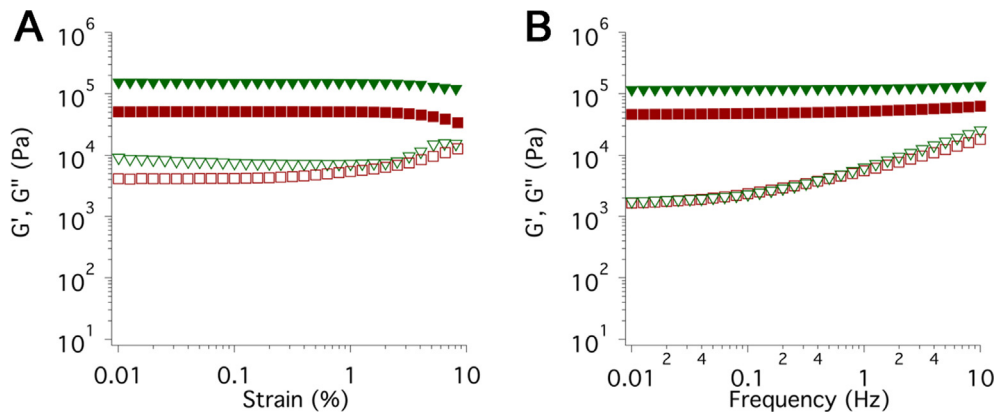 A
G', G" (Pa)
10⁶
10⁵
10⁴
10³
10²
10¹
0.01 0.1 1 10
Strain (%)
B
G', G" (Pa)
10⁶
10⁵
10⁴
10³
10²
10¹
0.01 2 4 0.1 2 4 1 2 4 10
Frequency (Hz)